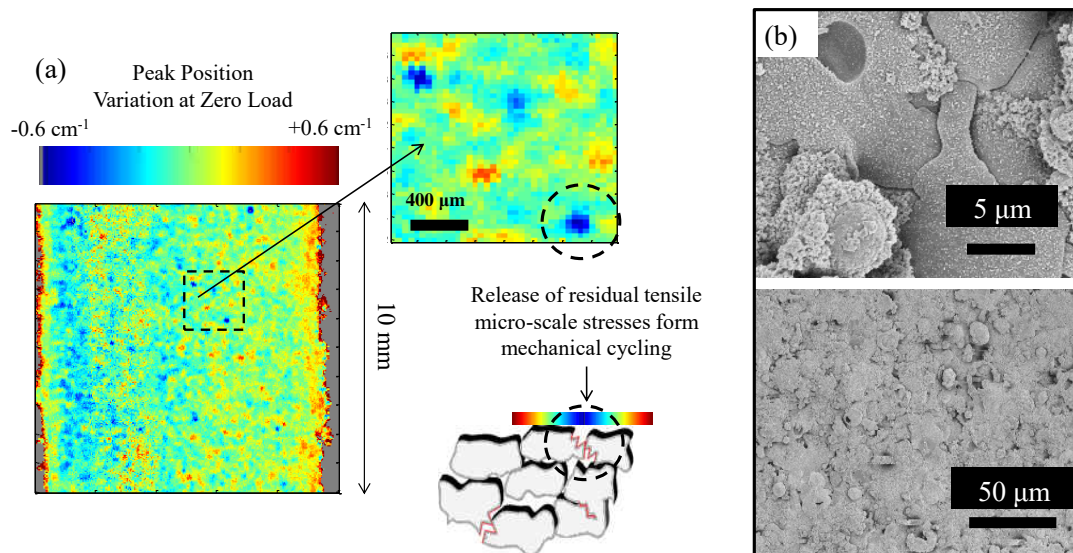 (a)
Peak Position
Variation at Zero Load
-0.6 cm⁻¹
+0.6 cm⁻¹
10 mm
400 μm
Release of residual tensile
micro-scale stresses form
mechanical cycling
(b)
5 μm
50 μm